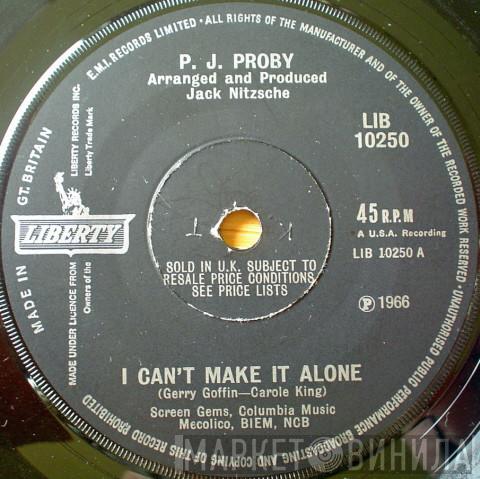 E.M.I. RECORDS LIMITED · ALL RIGHTS OF THE MANUFACTURER AND OF THE OWNER OF THE RECORDED WORK RESERVED · UNAUTHORISED PUBLIC PERFORMANCE BROADCASTING AND COPYING OF THIS RECORD PROHIBITED
MADE IN GT. BRITAIN
P. J. PROBY
Arranged and Produced
Jack Nitzsche
LIB
10250
LIBERTY RECORDS INC.
Liberty Trade Mark
LIBERTY
MADE UNDER LICENCE FROM
Owners of the
K T
45 R.P.M
A U.S.A. Recording
LIB 10250 A
SOLD IN U.K. SUBJECT TO
RESALE PRICE CONDITIONS,
SEE PRICE LISTS
Ⓟ 1966
I CAN'T MAKE IT ALONE
(Gerry Goffin—Carole King)
Screen Gems, Columbia Music
Mecolico, BIEM, NCB
МАРКЕТ ВИНИЛА